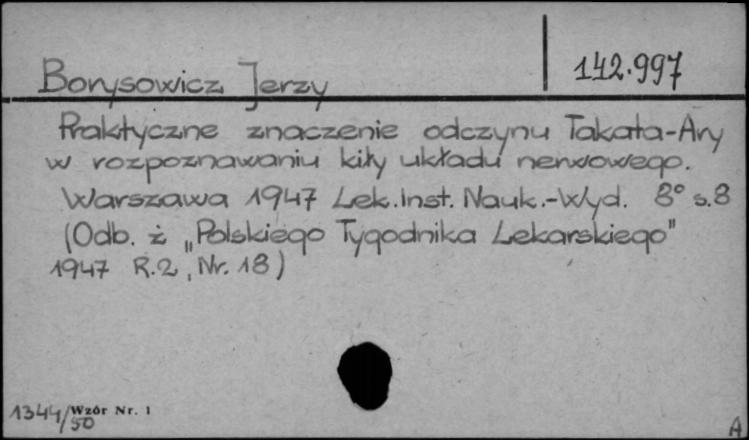 Borysowicz Jerzy
142.997
Praktyczne znaczenie odczynu Takata-Ary
w rozpoznawaniu kiły układu nerwowego.
Warszawa 1947 Lek. Inst. Nauk.-Wyd. 8° s. 8
(Odb. ż „Polskiego Tygodnika Lekarskiego"
1947 R.2, Nr. 18)
1344/50 Wzór Nr. 1
A